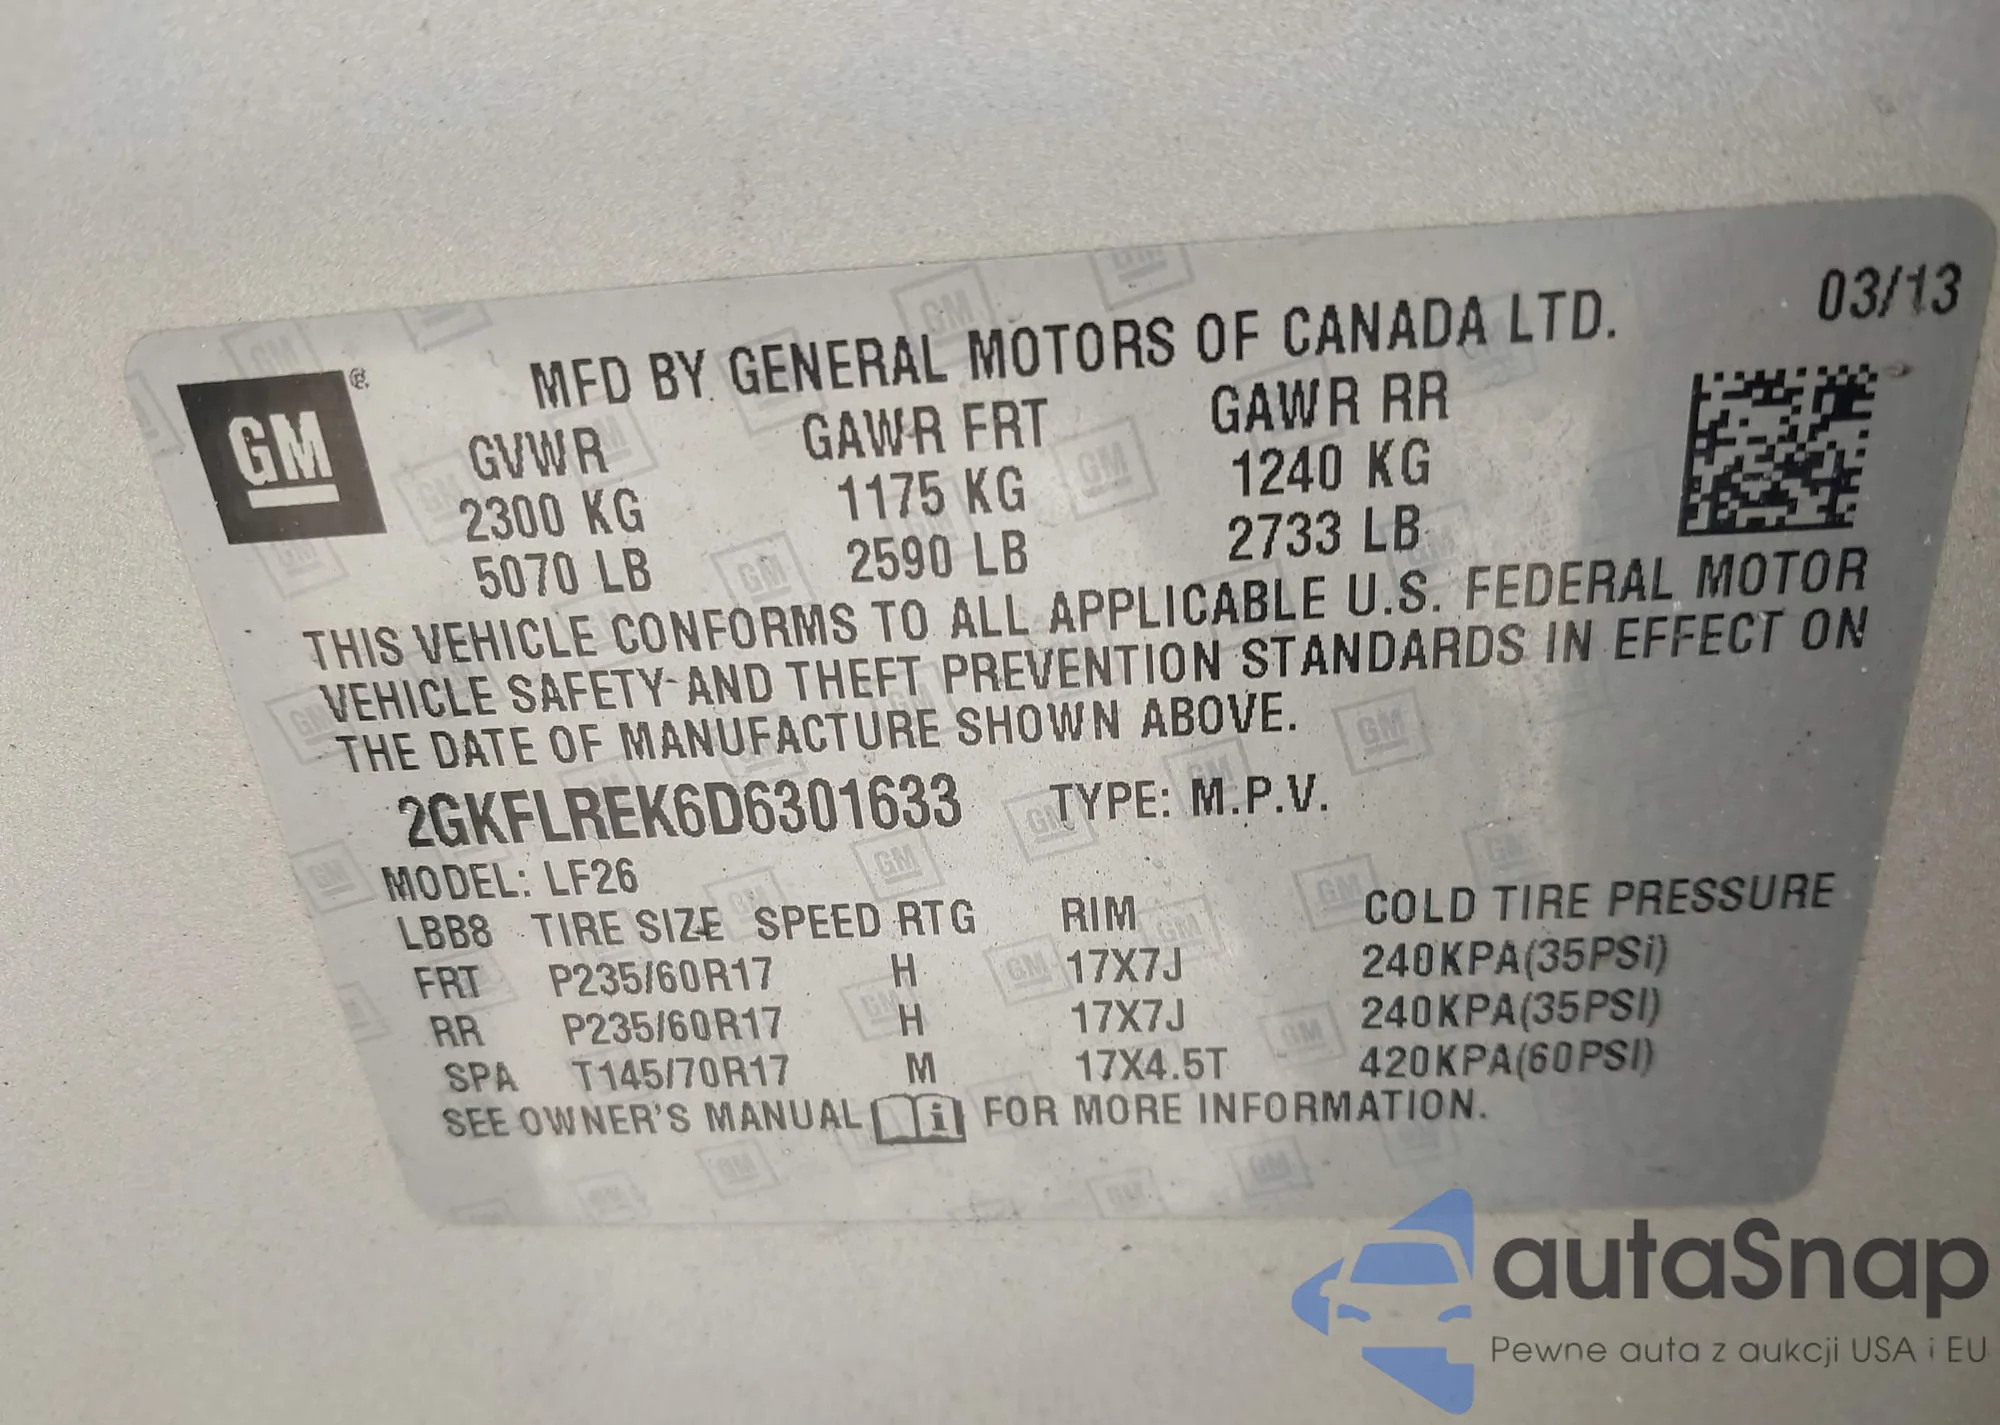 03/13
GM
MFD BY GENERAL MOTORS OF CANADA LTD.
GVWR GAWR FRT GAWR RR
2300 KG 1175 KG 1240 KG
5070 LB 2590 LB 2733 LB
THIS VEHICLE CONFORMS TO ALL APPLICABLE U.S. FEDERAL MOTOR
VEHICLE SAFETY AND THEFT PREVENTION STANDARDS IN EFFECT ON
THE DATE OF MANUFACTURE SHOWN ABOVE.
2GKFLREK6D6301633 TYPE: M.P.V.
MODEL: LF26
LBB8 TIRE SIZE SPEED RTG RIM COLD TIRE PRESSURE
FRT P235/60R17 H 17X7J 240KPA(35PSi)
RR P235/60R17 H 17X7J 240KPA(35PSI)
SPA T145/70R17 M 17X4.5T 420KPA(60PSI)
SEE OWNER'S MANUAL i FOR MORE INFORMATION.
autaSnap
Pewne auta z aukcji USA i EU